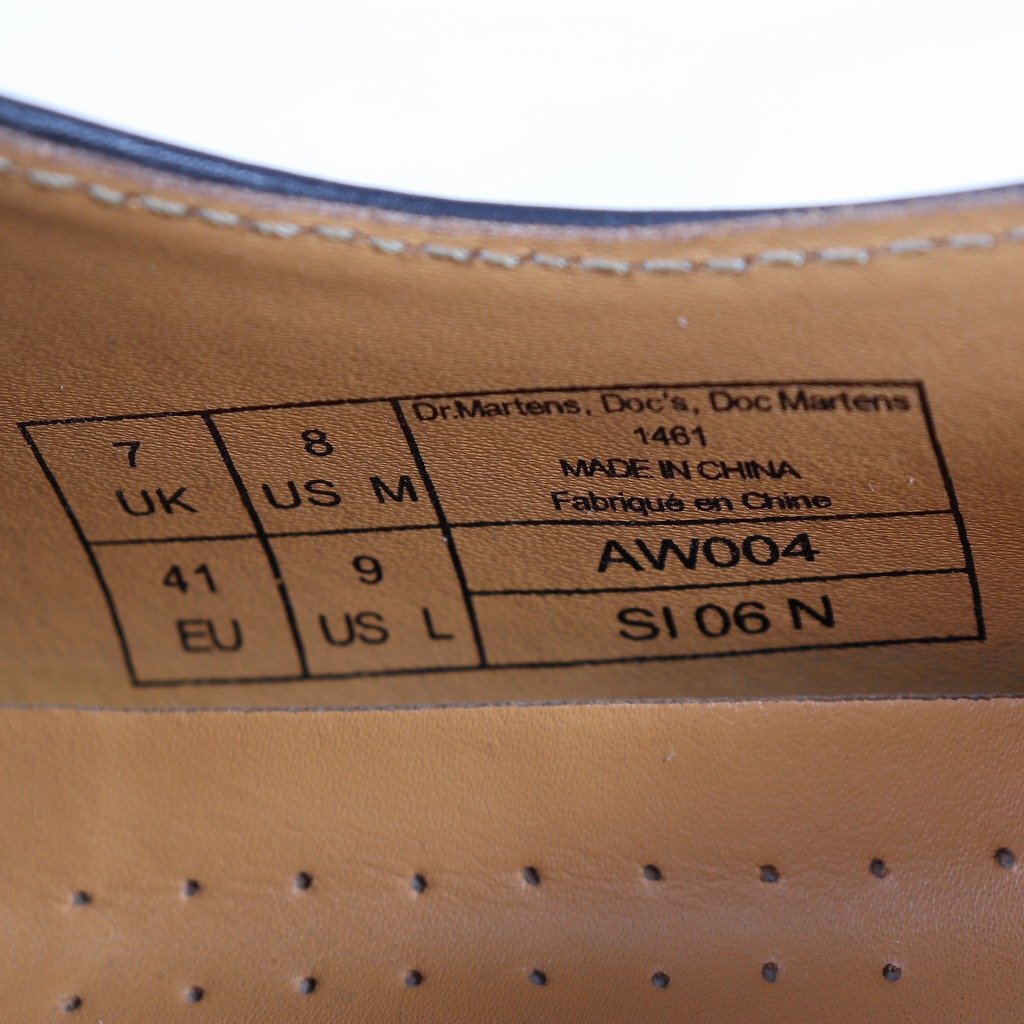 7
UK
8
US M
41
EU
9
US L
Dr.Martens, Doc's, Doc Martens
1461
MADE IN CHINA
Fabriqué en Chine
AW004
SI 06 N